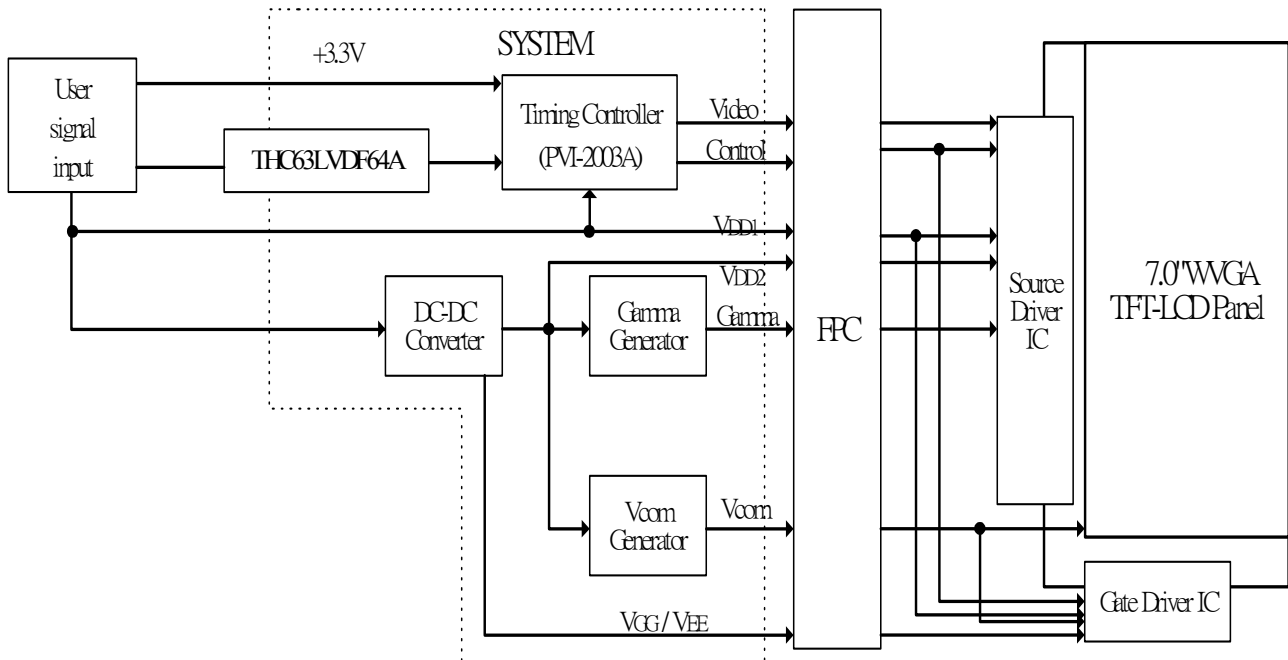 SYSTEM
+3.3V
User
signal
input
THC63LVDF64A
Timing Controller
(PVI-2003A)
Video
Control
VDD1
VDD2
DC-DC
Converter
Gamma
Generator
Gamma
Vcom
Generator
Vcom
VGG / VEE
FPC
Source
Driver
IC
7.0"WVGA
TFT-LCD Panel
Gate Driver IC